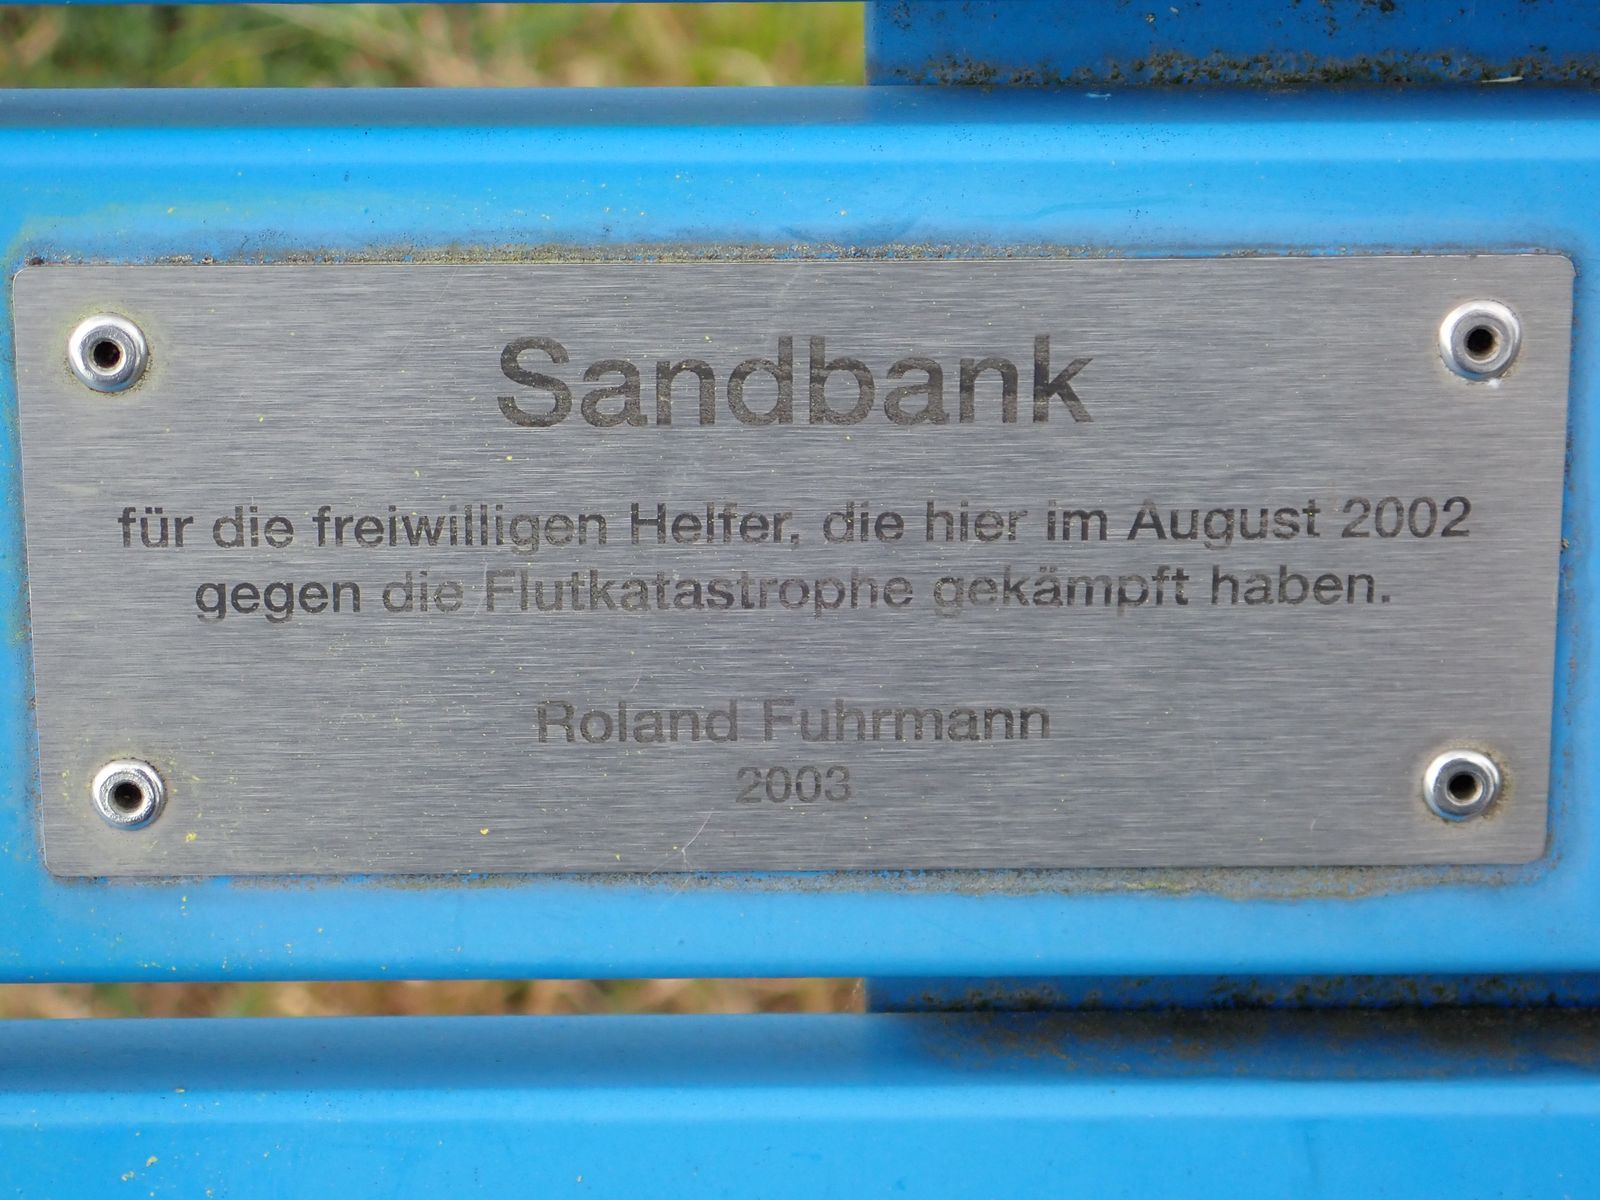 Sandbank
für die freiwilligen Helfer, die hier im August 2002
gegen die Flutkatastrophe gekämpft haben.
Roland Fuhrmann
2003